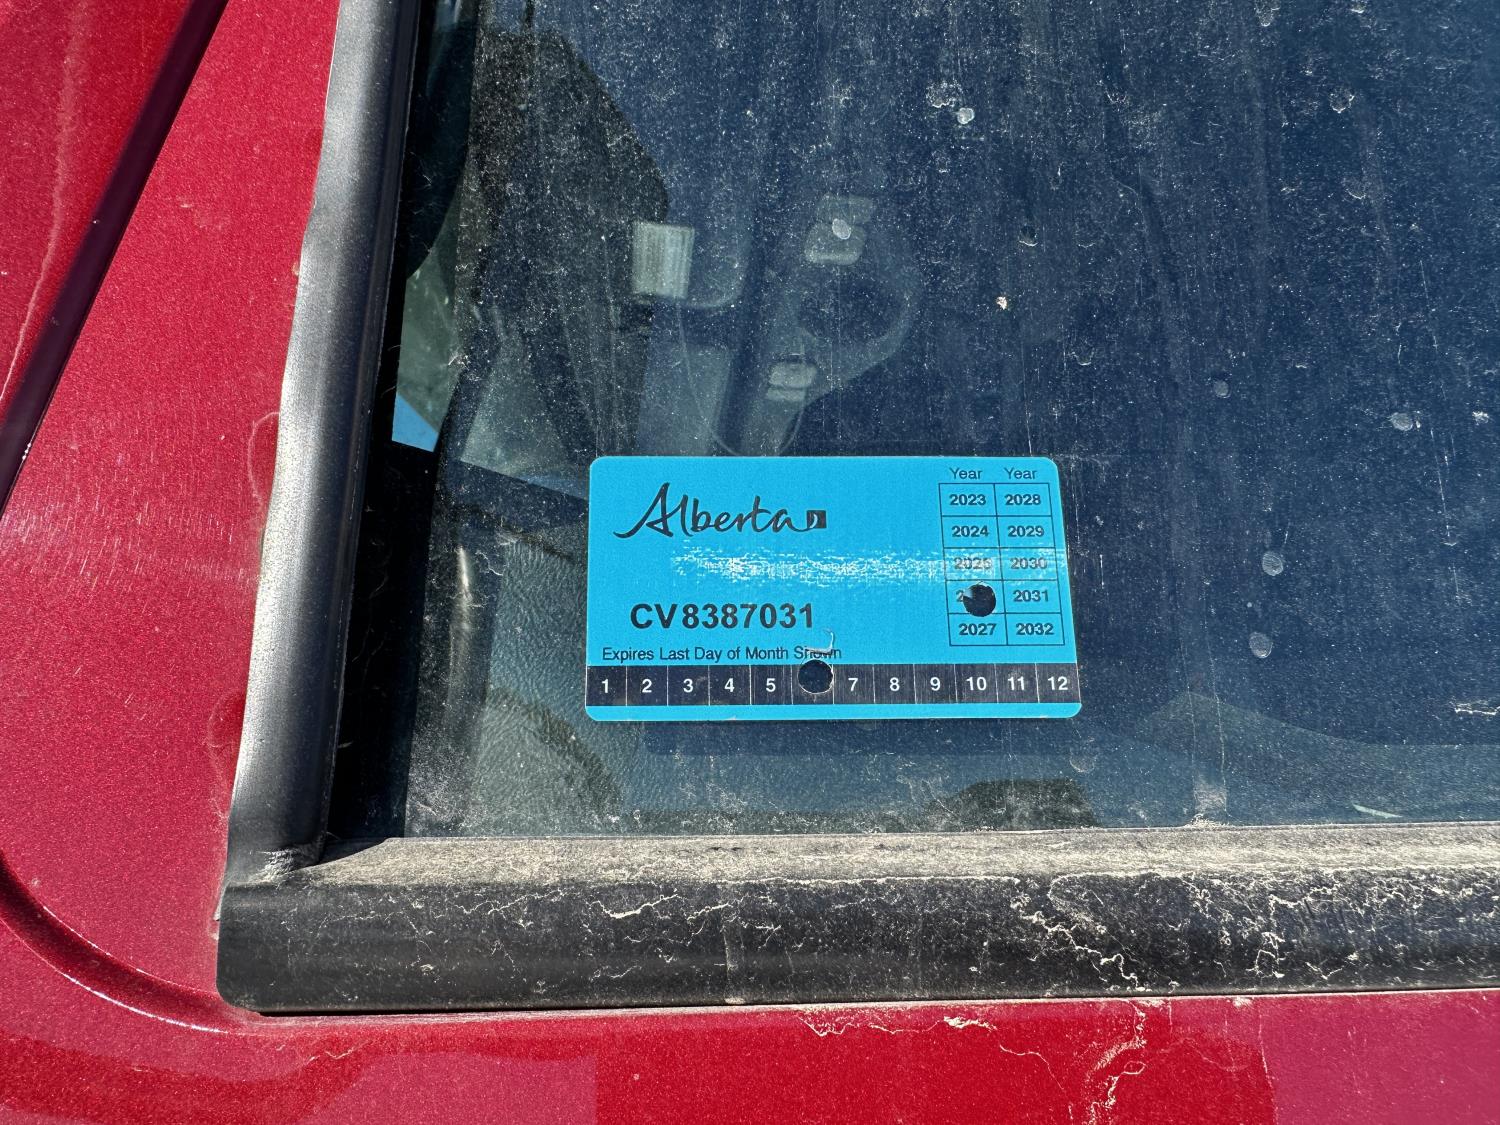 Alberta
Year Year
2023 2028
2024 2029
2025 2030
2031
2027 2032
CV8387031
Expires Last Day of Month Shown
1 2 3 4 5 7 8 9 10 11 12